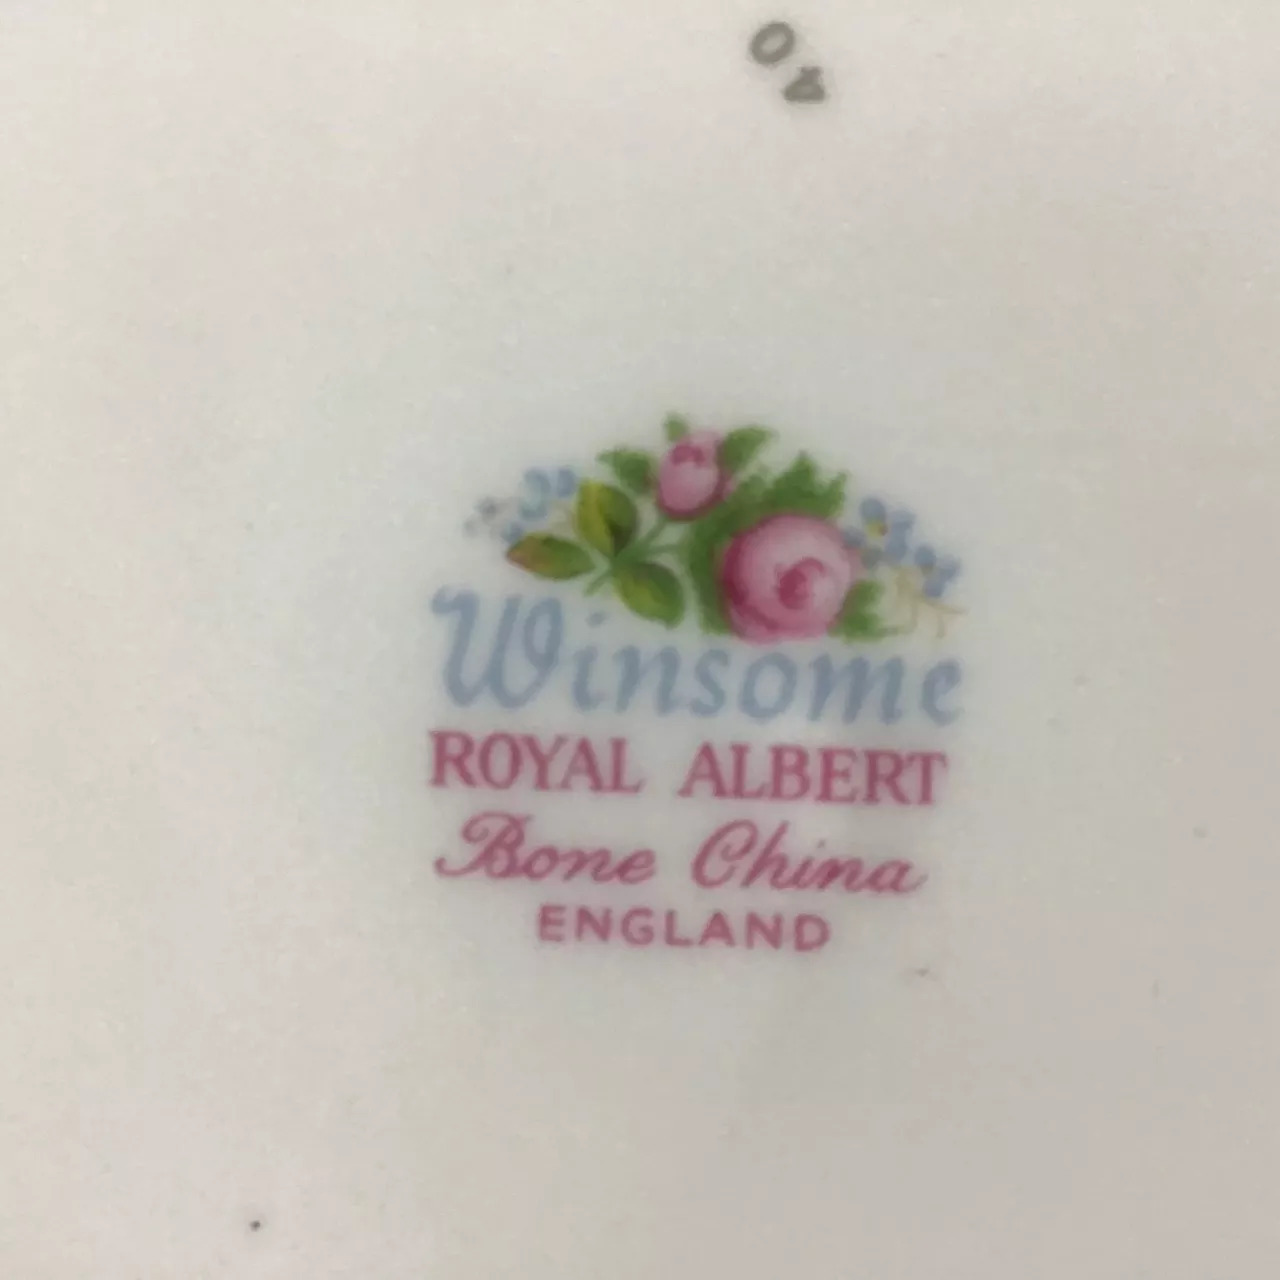 40
Winsome
ROYAL ALBERT
Bone China
ENGLAND